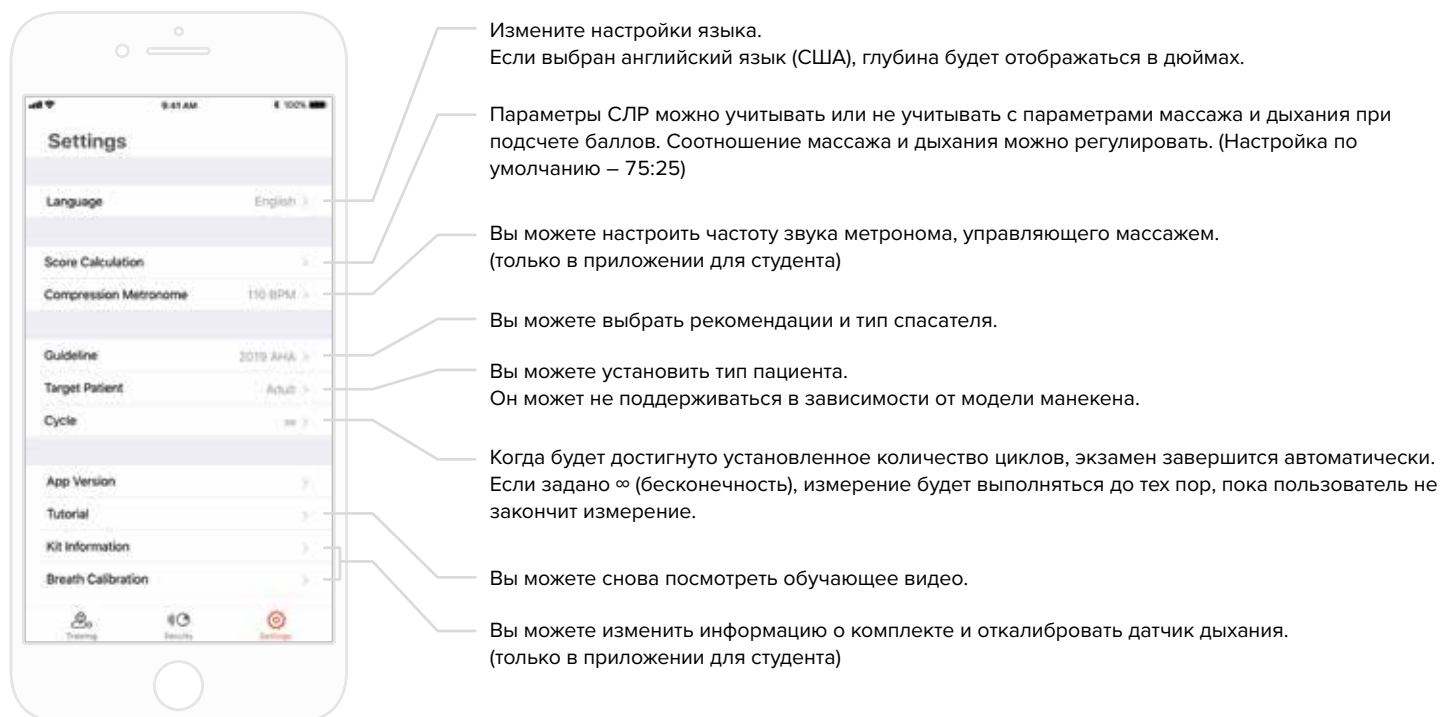 9:41 AM
100%
Settings
Language English
Score Calculation
Compression Metronome 110 BPM
Guideline 2019 AHA
Target Patient Adult
Cycle ∞
App Version
Tutorial
Kit Information
Breath Calibration
Training Results Settings
Измените настройки языка.
Если выбран английский язык (США), глубина будет отображаться в дюймах.
Параметры СЛР можно учитывать или не учитывать с параметрами массажа и дыхания при
подсчете баллов. Соотношение массажа и дыхания можно регулировать. (Настройка по
умолчанию – 75:25)
Вы можете настроить частоту звука метронома, управляющего массажем.
(только в приложении для студента)
Вы можете выбрать рекомендации и тип спасателя.
Вы можете установить тип пациента.
Он может не поддерживаться в зависимости от модели манекена.
Когда будет достигнуто установленное количество циклов, экзамен завершится автоматически.
Если задано ∞ (бесконечность), измерение будет выполняться до тех пор, пока пользователь не
закончит измерение.
Вы можете снова посмотреть обучающее видео.
Вы можете изменить информацию о комплекте и откалибровать датчик дыхания.
(только в приложении для студента)